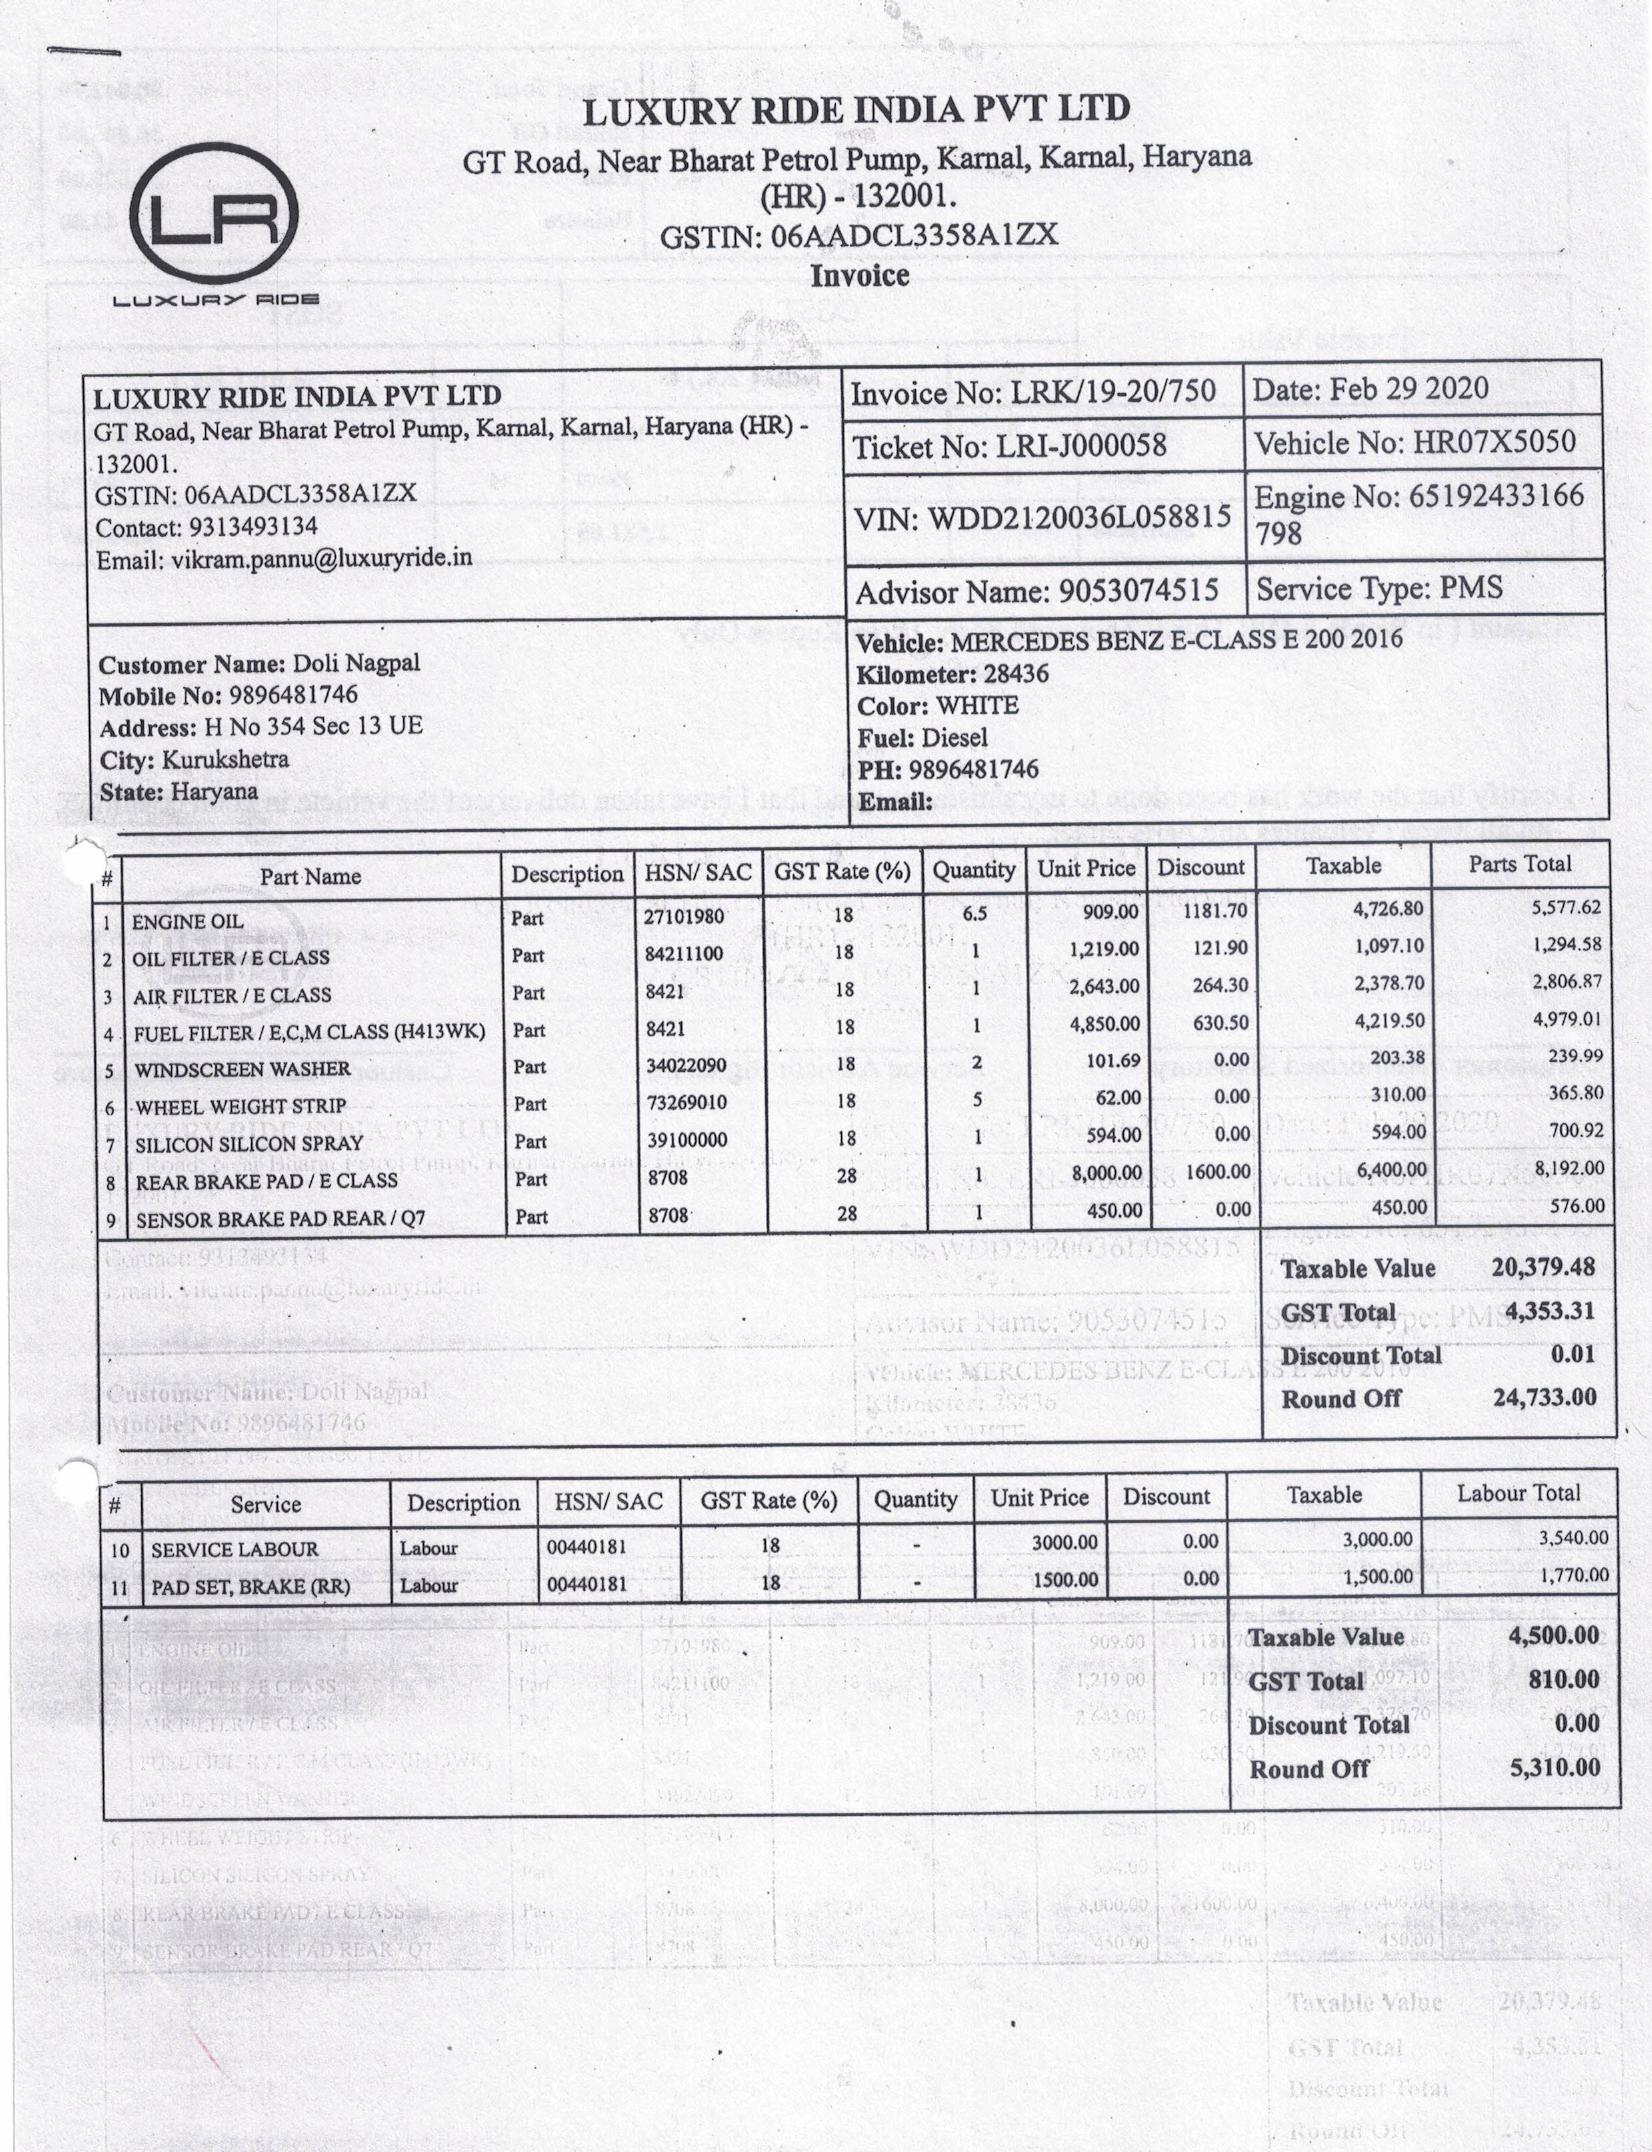 LUXURY RIDE INDIA PVT LTD
GT Road, Near Bharat Petrol Pump, Karnal, Karnal, Haryana
(HR) - 132001.
GSTIN: 06AADCL3358A1ZX
Invoice
LR
LUXURY RIDE
LUXURY RIDE INDIA PVT LTD
GT Road, Near Bharat Petrol Pump, Karnal, Karnal, Haryana (HR) -
132001.
GSTIN: 06AADCL3358A1ZX
Contact: 9313493134
Email: vikram.pannu@luxuryride.in
Invoice No: LRK/19-20/750 Date: Feb 29 2020
Ticket No: LRI-J000058 Vehicle No: HR07X5050
VIN: WDD2120036L058815 Engine No: 65192433166
798
Advisor Name: 9053074515 Service Type: PMS
Customer Name: Doli Nagpal
Mobile No: 9896481746
Address: H No 354 Sec 13 UE
City: Kurukshetra
State: Haryana
Vehicle: MERCEDES BENZ E-CLASS E 200 2016
Kilometer: 28436
Color: WHITE
Fuel: Diesel
PH: 9896481746
Email:
# Part Name Description HSN/ SAC GST Rate (%) Quantity Unit Price Discount Taxable Parts Total
1 ENGINE OIL Part 27101980 18 6.5 909.00 1181.70 4,726.80 5,577.62
2 OIL FILTER / E CLASS Part 84211100 18 1 1,219.00 121.90 1,097.10 1,294.58
3 AIR FILTER / E CLASS Part 8421 18 1 2,643.00 264.30 2,378.70 2,806.87
4 FUEL FILTER / E,C,M CLASS (H413WK) Part 8421 18 1 4,850.00 630.50 4,219.50 4,979.01
5 WINDSCREEN WASHER Part 34022090 18 2 101.69 0.00 203.38 239.99
6 WHEEL WEIGHT STRIP Part 73269010 18 5 62.00 0.00 310.00 365.80
7 SILICON SILICON SPRAY Part 39100000 18 1 594.00 0.00 594.00 700.92
8 REAR BRAKE PAD / E CLASS Part 8708 28 1 8,000.00 1600.00 6,400.00 8,192.00
9 SENSOR BRAKE PAD REAR / Q7 Part 8708 28 1 450.00 0.00 450.00 576.00
Taxable Value 20,379.48
GST Total 4,353.31
Discount Total 0.01
Round Off 24,733.00
# Service Description HSN/ SAC GST Rate (%) Quantity Unit Price Discount Taxable Labour Total
10 SERVICE LABOUR Labour 00440181 18 - 3000.00 0.00 3,000.00 3,540.00
11 PAD SET, BRAKE (RR) Labour 00440181 18 - 1500.00 0.00 1,500.00 1,770.00
Taxable Value 4,500.00
GST Total 810.00
Discount Total 0.00
Round Off 5,310.00